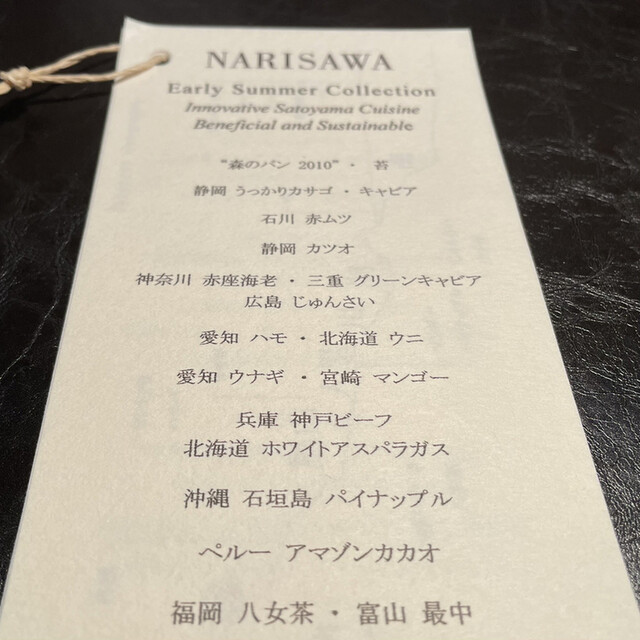 NARISAWA
Early Summer Collection
Innovative Satoyama Cuisine
Beneficial and Sustainable
“森のパン 2010”・ 苔
静岡 うっかりカサゴ・キャビア
石川 赤ムツ
静岡 カツオ
神奈川 赤座海老・三重 グリーンキャビア
広島 じゅんさい
愛知 ハモ・北海道 ウニ
愛知 ウナギ・宮崎 マンゴー
兵庫 神戸ビーフ
北海道 ホワイトアスパラガス
沖縄 石垣島 パイナップル
ペルー アマゾンカカオ
福岡 八女茶・富山 最中